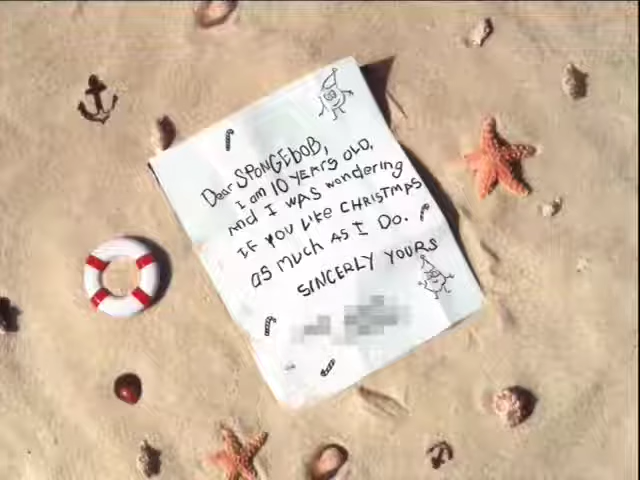 Dear SPONGEBOB,
I am 10 YEARS OLD,
and I WAS wondering
IF YOU LIKE CHRISTMAS
as much AS I DO.
SINCERLY YOURS